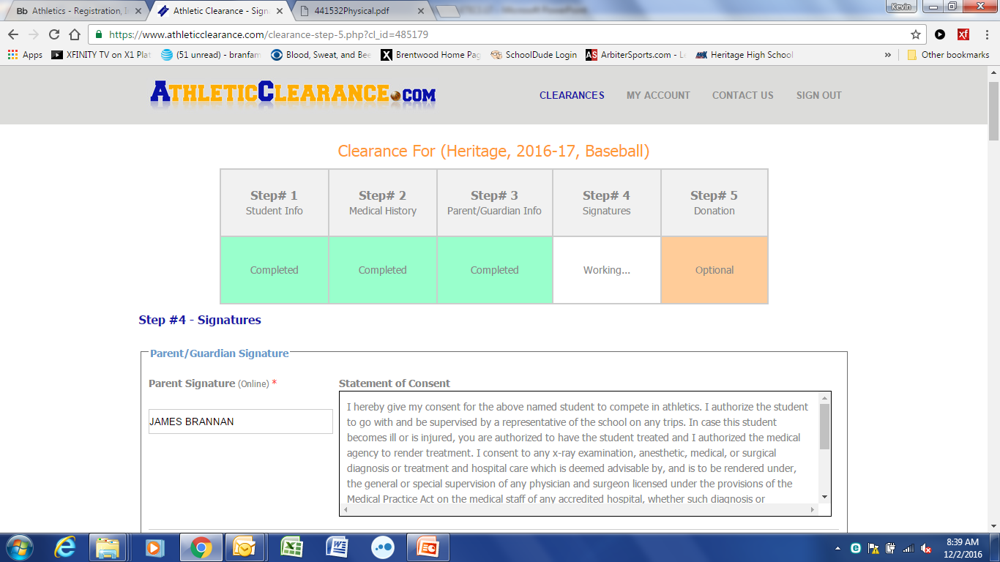 Athletics - Registration, I
Athletic Clearance - Sign
441532Physical.pdf
Microsoft PowerPoint
Kevin
https://www.athleticclearance.com/clearance-step-5.php?cl_id=485179
Apps XFINITY TV on X1 Plat (51 unread) - branfam Blood, Sweat, and Bee Brentwood Home Pag SchoolDude Login ArbiterSports.com - Heritage High School » Other bookmarks
ATHLETICCLEARANCE.COM
CLEARANCES MY ACCOUNT CONTACT US SIGN OUT
Clearance For (Heritage, 2016-17, Baseball)
Step# 1 Step# 2 Step# 3 Step# 4 Step# 5
Student Info Medical History Parent/Guardian Info Signatures Donation
Completed Completed Completed Working... Optional
Step #4 - Signatures
Parent/Guardian Signature
Parent Signature (Online) *
JAMES BRANNAN
Statement of Consent
I hereby give my consent for the above named student to compete in athletics. I authorize the student
to go with and be supervised by a representative of the school on any trips. In case this student
becomes ill or is injured, you are authorized to have the student treated and I authorized the medical
agency to render treatment. I consent to any x-ray examination, anesthetic, medical, or surgical
diagnosis or treatment and hospital care which is deemed advisable by, and is to be rendered under,
the general or special supervision of any physician and surgeon licensed under the provisions of the
Medical Practice Act on the medical staff of any accredited hospital, whether such diagnosis or
8:39 AM
12/2/2016